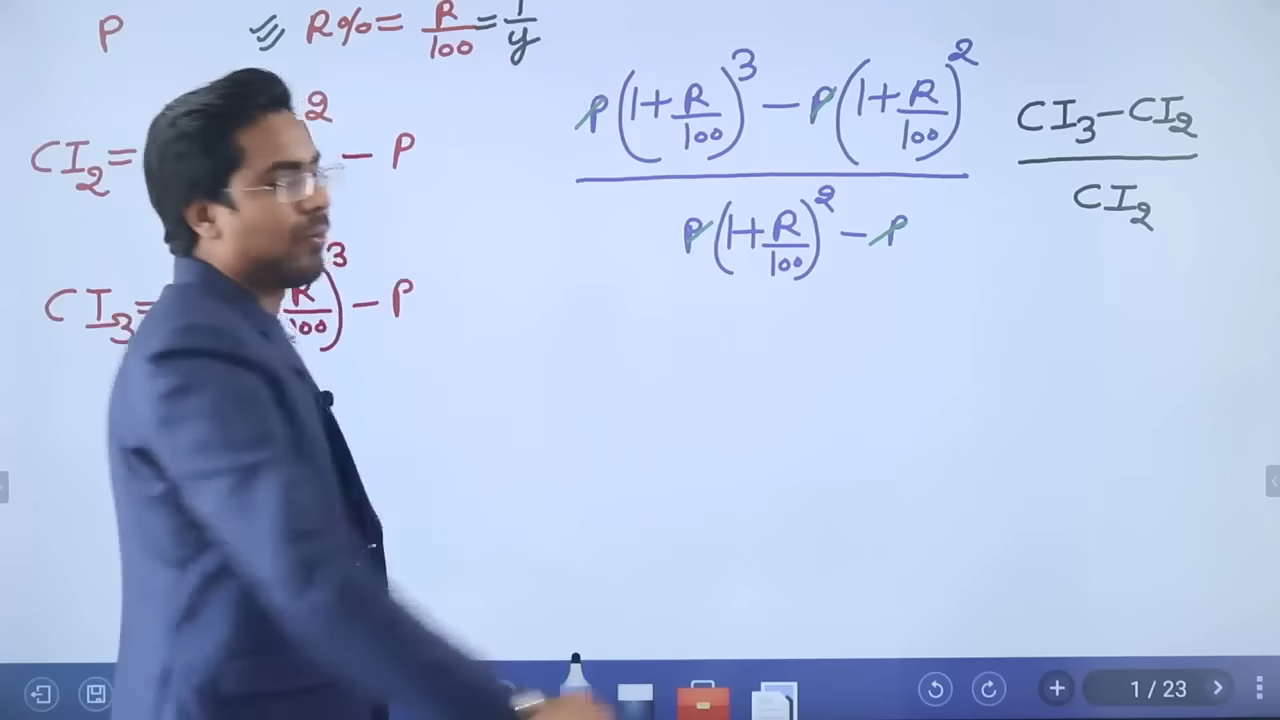 P
R% = R/100 = 1/y
CI₂ = 2 - P
CI₃ = R/100)³ - P
P(1+R/100)³ - P(1+R/100)²
P(1+R/100)² - P
CI₃-CI₂
CI₂
1 / 23